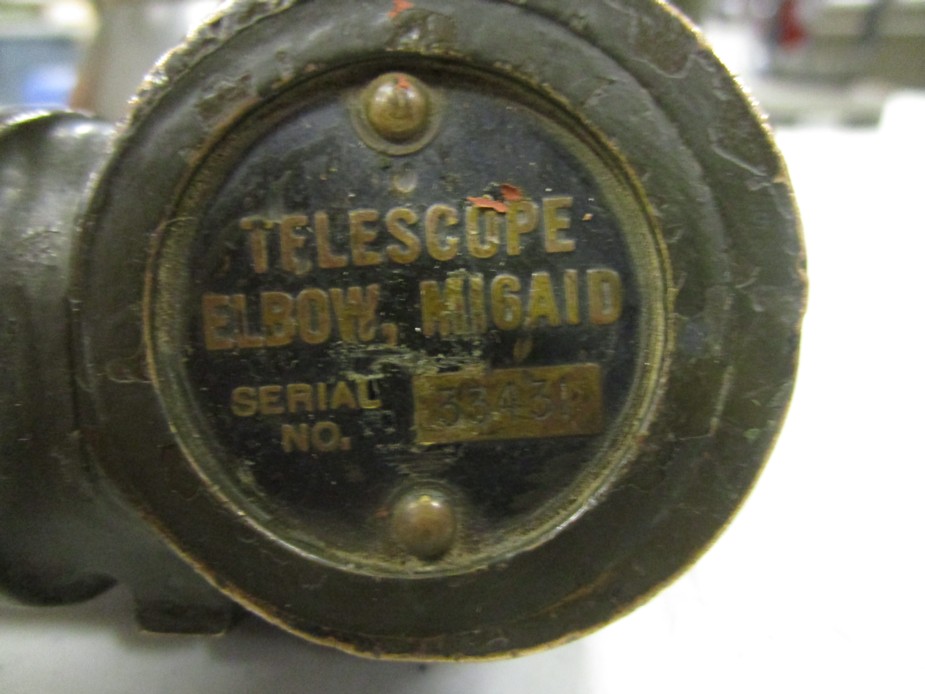 TELESCOPE
ELBOW, M16A1D
SERIAL
NO.